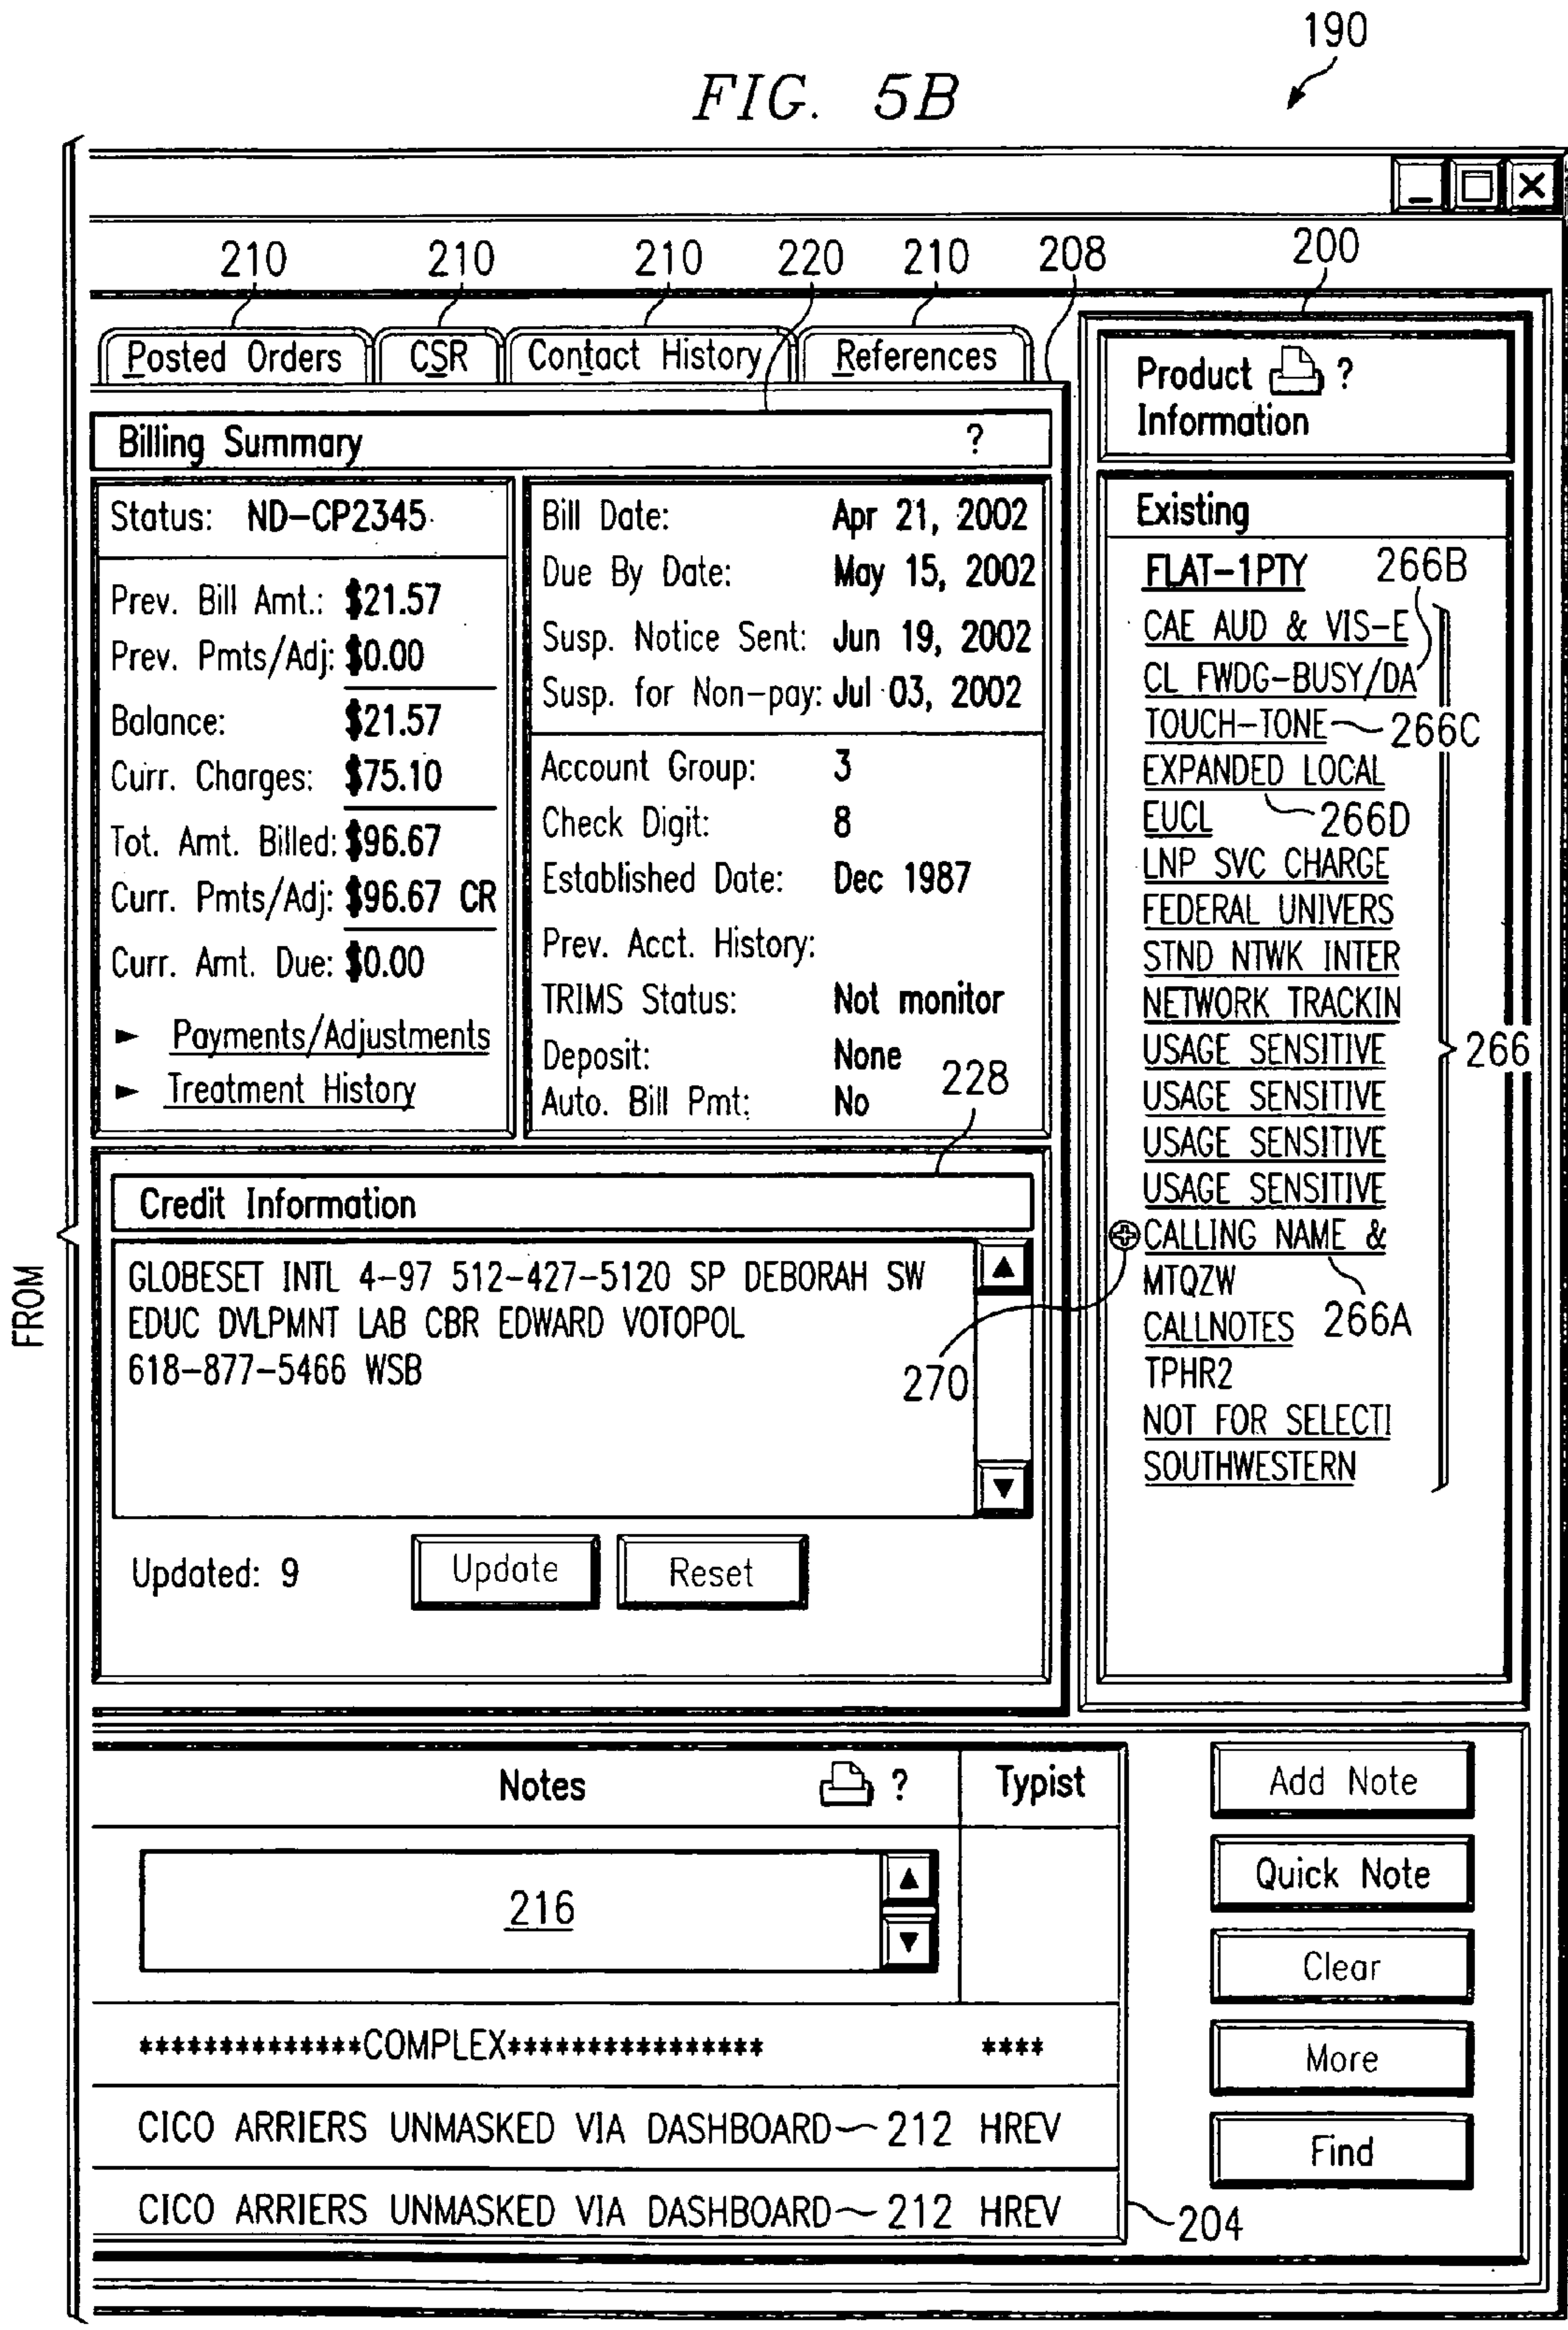 190
FIG. 5B
210 210 210 220 210 208 200
Posted Orders CSR Contact History References
Product ?
Information
Billing Summary ?
Status: ND-CP2345
Prev. Bill Amt.: $21.57
Prev. Pmts/Adj: $0.00
Balance: $21.57
Curr. Charges: $75.10
Tot. Amt. Billed: $96.67
Curr. Pmts/Adj: $96.67 CR
Curr. Amt. Due: $0.00
► Payments/Adjustments
► Treatment History
Bill Date: Apr 21, 2002
Due By Date: May 15, 2002
Susp. Notice Sent: Jun 19, 2002
Susp. for Non-pay: Jul 03, 2002
Account Group: 3
Check Digit: 8
Established Date: Dec 1987
Prev. Acct. History:
TRIMS Status: Not monitor
Deposit: None
Auto. Bill Pmt: No
228
Existing
FLAT-1PTY 266B
CAE AUD & VIS-E
CL FWDG-BUSY/DA
TOUCH-TONE 266C
EXPANDED LOCAL
EUCL 266D
LNP SVC CHARGE
FEDERAL UNIVERS
STND NTWK INTER
NETWORK TRACKIN
USAGE SENSITIVE 266
USAGE SENSITIVE
USAGE SENSITIVE
USAGE SENSITIVE
CALLING NAME &
MTQZW
CALLNOTES 266A
TPHR2
NOT FOR SELECTI
SOUTHWESTERN
Credit Information
GLOBESET INTL 4-97 512-427-5120 SP DEBORAH SW
EDUC DVLPMNT LAB CBR EDWARD VOTOPOL
618-877-5466 WSB
270
Updated: 9 Update Reset
FROM
Notes ? Typist
216
**************COMPLEX**************** ****
CICO ARRIERS UNMASKED VIA DASHBOARD 212 HREV
CICO ARRIERS UNMASKED VIA DASHBOARD 212 HREV
204
Add Note
Quick Note
Clear
More
Find